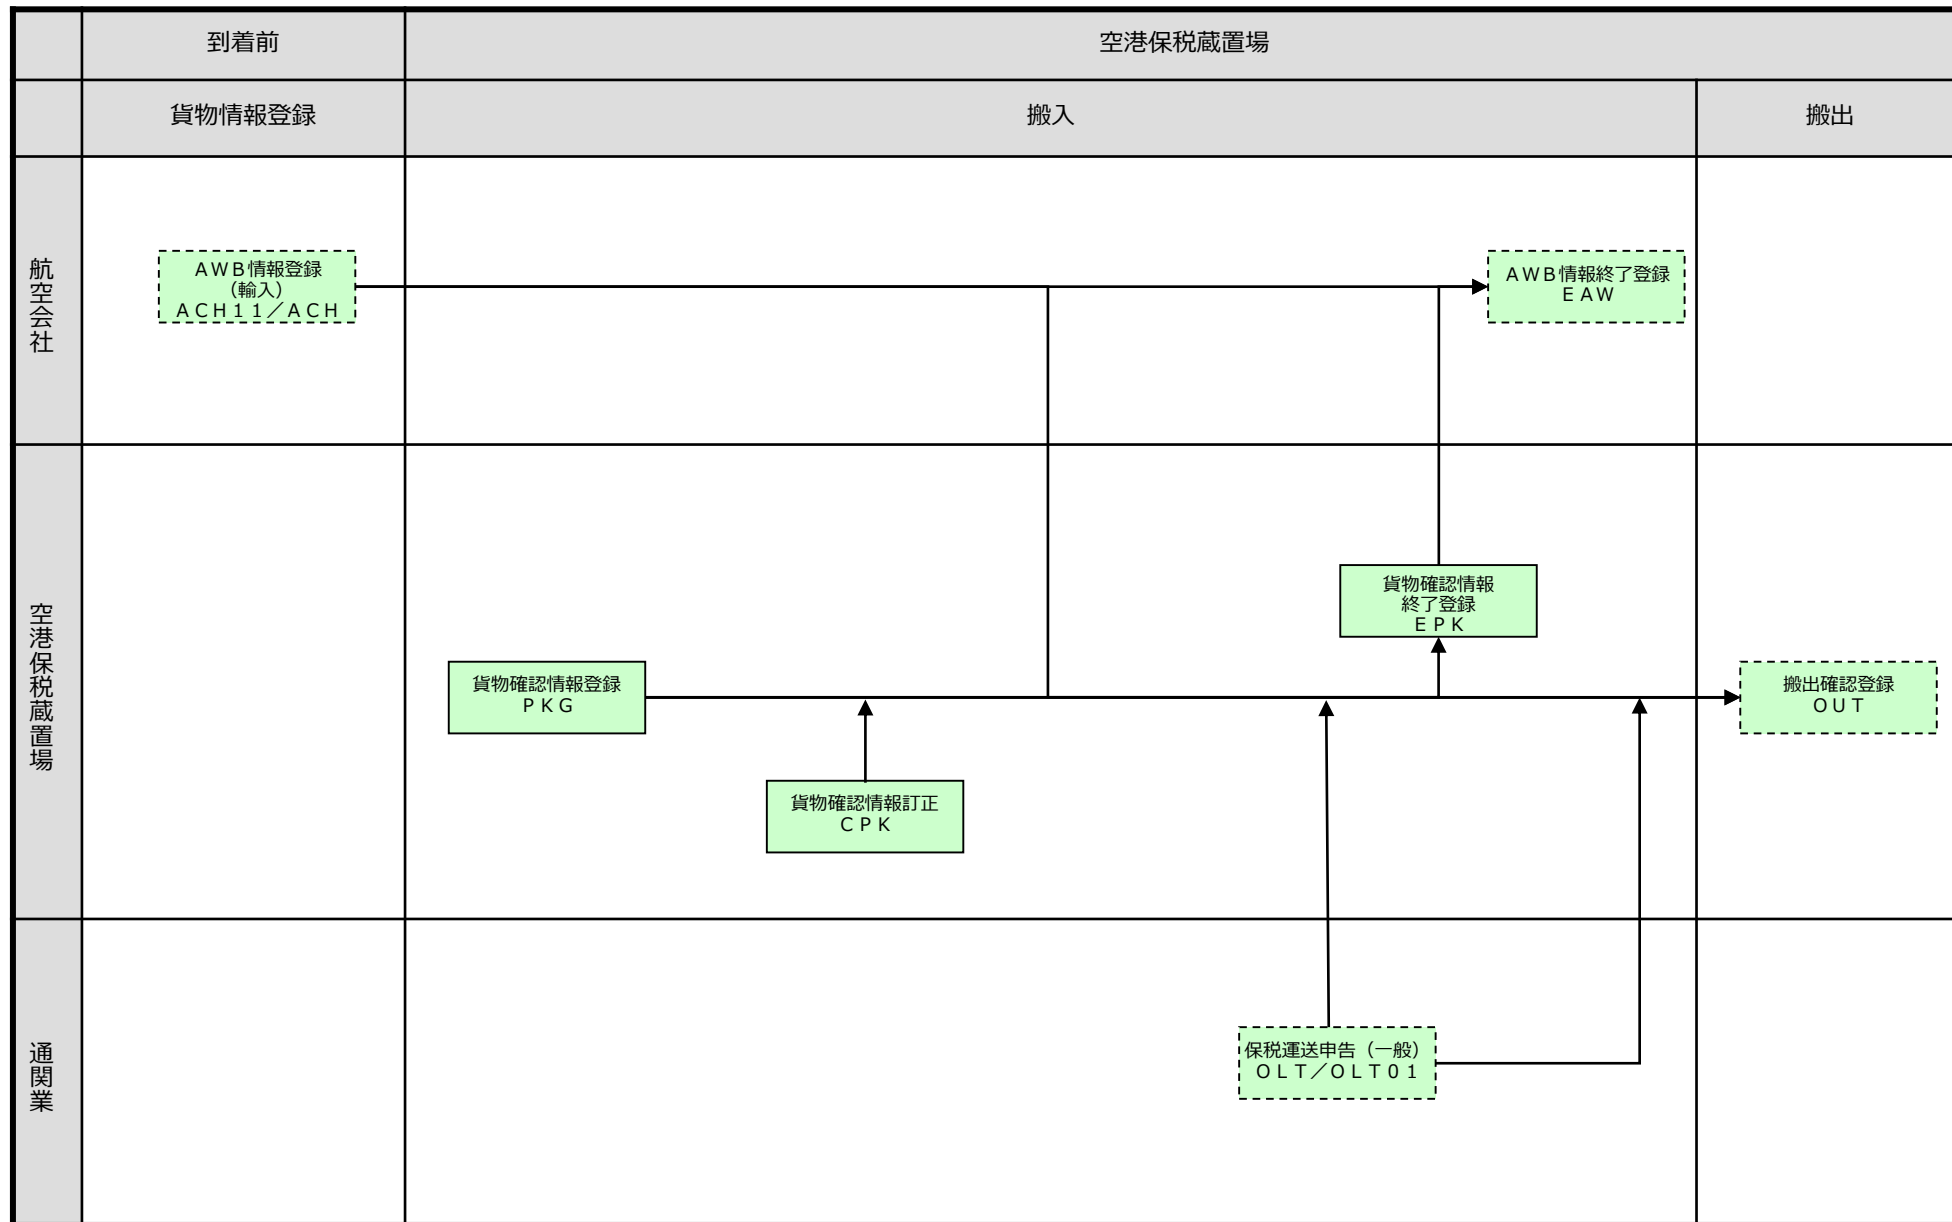 到着前
空港保税蔵置場
貨物情報登録
搬入
搬出
航空会社
ＡＷＢ情報登録
（輸入）
ＡＣＨ１１／ＡＣＨ
ＡＷＢ情報終了登録
ＥＡＷ
空港保税蔵置場
貨物確認情報
終了登録
ＥＰＫ
貨物確認情報登録
ＰＫＧ
搬出確認登録
ＯＵＴ
貨物確認情報訂正
ＣＰＫ
通関業
保税運送申告（一般）
ＯＬＴ／ＯＬＴ０１